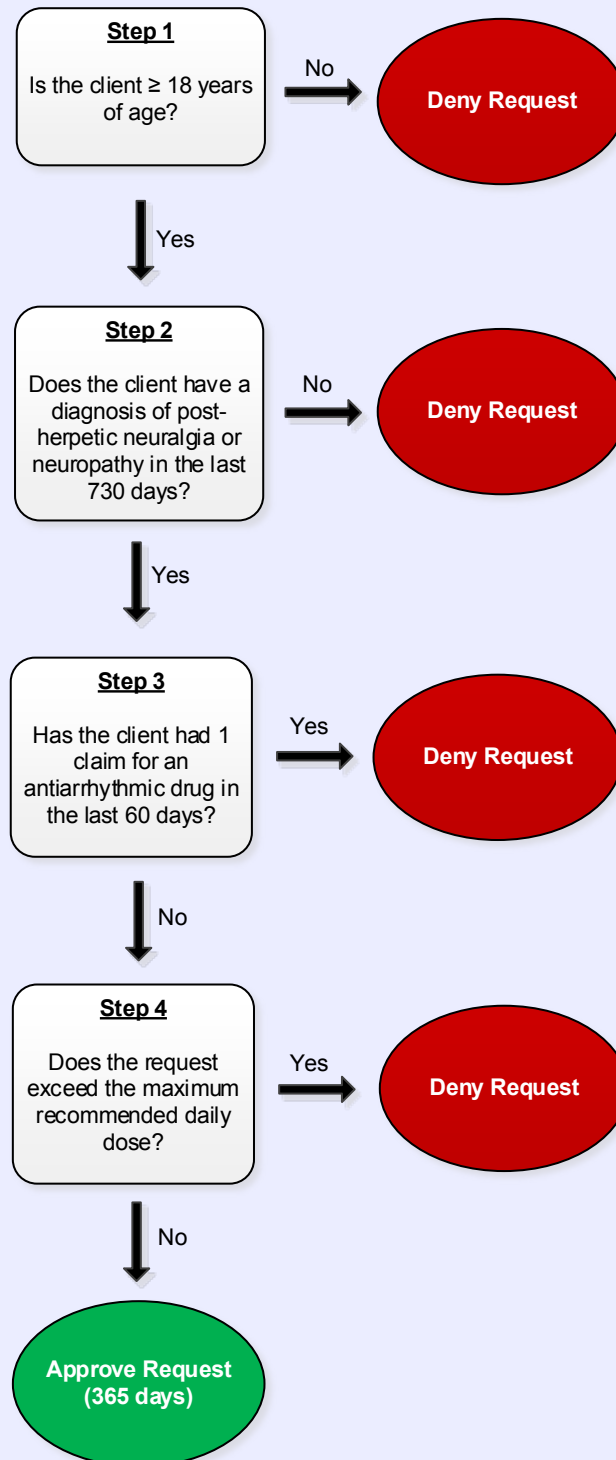 Step 1
Is the client ≥ 18 years
of age?
No
Deny Request
Yes
Step 2
Does the client have a
diagnosis of post-
herpetic neuralgia or
neuropathy in the last
730 days?
No
Deny Request
Yes
Step 3
Has the client had 1
claim for an
antiarrhythmic drug in
the last 60 days?
Yes
Deny Request
No
Step 4
Does the request
exceed the maximum
recommended daily
dose?
Yes
Deny Request
No
Approve Request
(365 days)